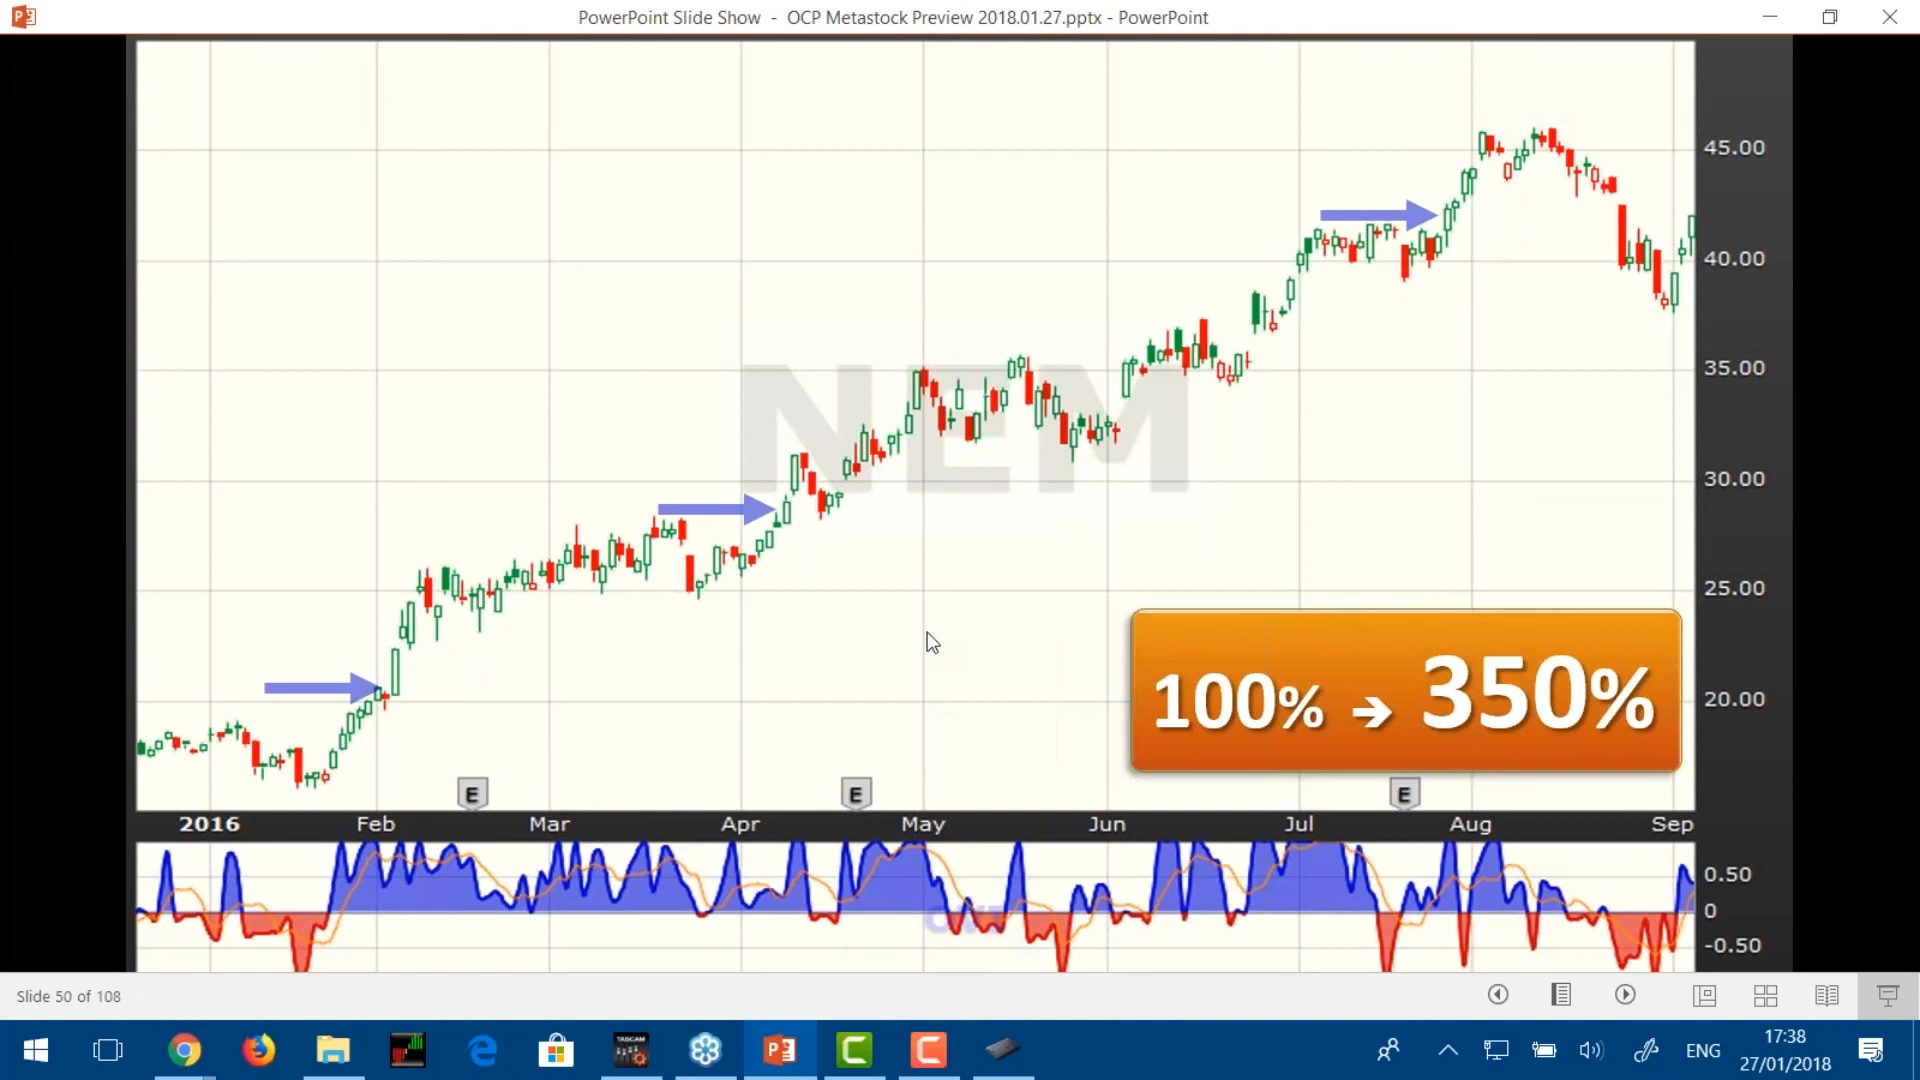 PowerPoint Slide Show - OCP Metastock Preview 2018.01.27.pptx - PowerPoint
NEM
45.00
40.00
35.00
30.00
25.00
20.00
100% → 350%
E E E
2016 Feb Mar Apr May Jun Jul Aug Sep
0.50
0
-0.50
Slide 50 of 108
TASCAM
ENG
17:38
27/01/2018